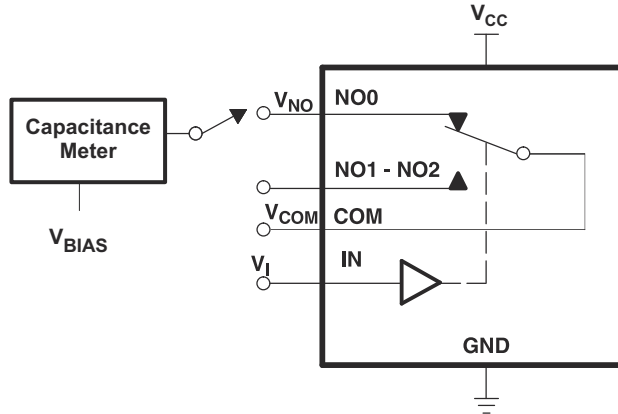 VCC
VNO NO0
Capacitance
Meter
NO1 - NO2
VCOM COM
VBIAS
VI IN
GND